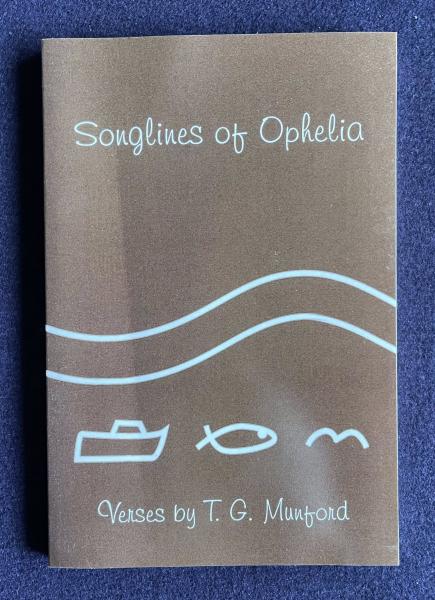 Songlines of Ophelia
Verses by T. G. Munford